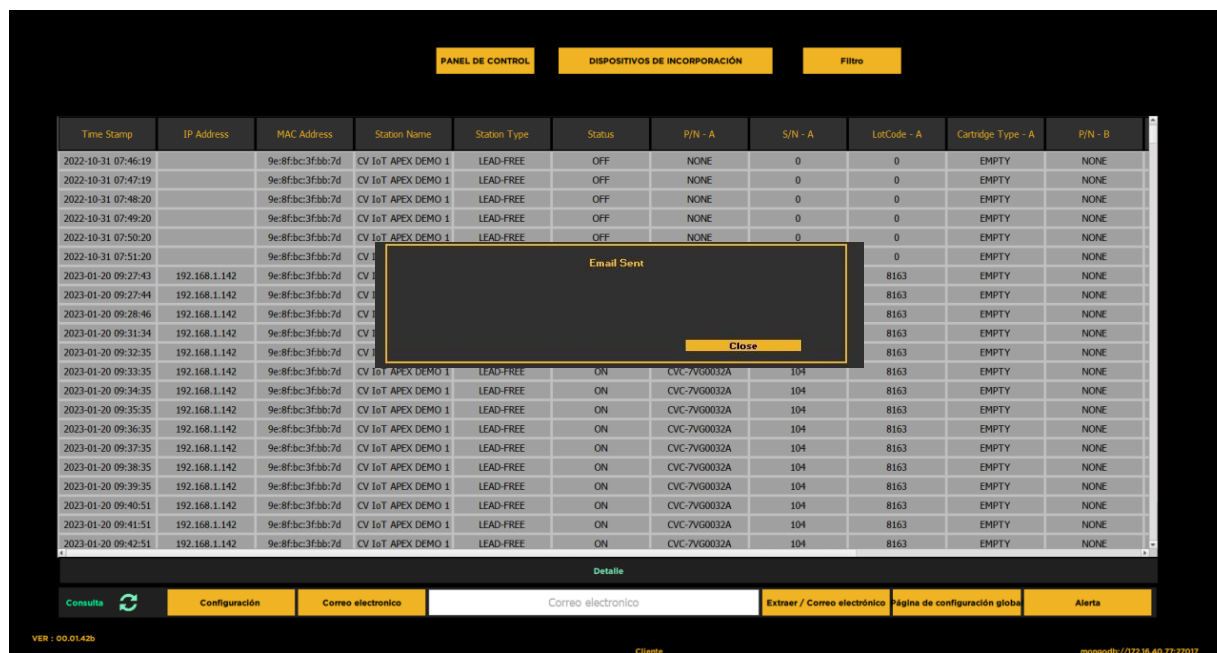 PANEL DE CONTROL DISPOSITIVOS DE INCORPORACIÓN Filtro
Time Stamp IP Address MAC Address Station Name Station Type Status P/N - A S/N - A LotCode - A Cartridge Type - A P/N - B
2022-10-31 07:46:19 9e:8f:bc:3f:bb:7d CV IoT APEX DEMO 1 LEAD-FREE OFF NONE 0 0 EMPTY NONE
2022-10-31 07:47:19 9e:8f:bc:3f:bb:7d CV IoT APEX DEMO 1 LEAD-FREE OFF NONE 0 0 EMPTY NONE
2022-10-31 07:48:20 9e:8f:bc:3f:bb:7d CV IoT APEX DEMO 1 LEAD-FREE OFF NONE 0 0 EMPTY NONE
2022-10-31 07:49:20 9e:8f:bc:3f:bb:7d CV IoT APEX DEMO 1 LEAD-FREE OFF NONE 0 0 EMPTY NONE
2022-10-31 07:50:20 9e:8f:bc:3f:bb:7d CV IoT APEX DEMO 1 LEAD-FREE OFF NONE 0 0 EMPTY NONE
2022-10-31 07:51:20 9e:8f:bc:3f:bb:7d CV I 0 EMPTY NONE
Email Sent
2023-01-20 09:27:43 192.168.1.142 9e:8f:bc:3f:bb:7d CV I 8163 EMPTY NONE
2023-01-20 09:27:44 192.168.1.142 9e:8f:bc:3f:bb:7d CV I 8163 EMPTY NONE
2023-01-20 09:28:46 192.168.1.142 9e:8f:bc:3f:bb:7d CV I 8163 EMPTY NONE
2023-01-20 09:31:34 192.168.1.142 9e:8f:bc:3f:bb:7d CV I 8163 EMPTY NONE
Close
2023-01-20 09:32:35 192.168.1.142 9e:8f:bc:3f:bb:7d CV I 8163 EMPTY NONE
2023-01-20 09:33:35 192.168.1.142 9e:8f:bc:3f:bb:7d CV IoT APEX DEMO 1 LEAD-FREE ON CVC-7VG0032A 104 8163 EMPTY NONE
2023-01-20 09:34:35 192.168.1.142 9e:8f:bc:3f:bb:7d CV IoT APEX DEMO 1 LEAD-FREE ON CVC-7VG0032A 104 8163 EMPTY NONE
2023-01-20 09:35:35 192.168.1.142 9e:8f:bc:3f:bb:7d CV IoT APEX DEMO 1 LEAD-FREE ON CVC-7VG0032A 104 8163 EMPTY NONE
2023-01-20 09:36:35 192.168.1.142 9e:8f:bc:3f:bb:7d CV IoT APEX DEMO 1 LEAD-FREE ON CVC-7VG0032A 104 8163 EMPTY NONE
2023-01-20 09:37:35 192.168.1.142 9e:8f:bc:3f:bb:7d CV IoT APEX DEMO 1 LEAD-FREE ON CVC-7VG0032A 104 8163 EMPTY NONE
2023-01-20 09:38:35 192.168.1.142 9e:8f:bc:3f:bb:7d CV IoT APEX DEMO 1 LEAD-FREE ON CVC-7VG0032A 104 8163 EMPTY NONE
2023-01-20 09:39:35 192.168.1.142 9e:8f:bc:3f:bb:7d CV IoT APEX DEMO 1 LEAD-FREE ON CVC-7VG0032A 104 8163 EMPTY NONE
2023-01-20 09:40:51 192.168.1.142 9e:8f:bc:3f:bb:7d CV IoT APEX DEMO 1 LEAD-FREE ON CVC-7VG0032A 104 8163 EMPTY NONE
2023-01-20 09:41:51 192.168.1.142 9e:8f:bc:3f:bb:7d CV IoT APEX DEMO 1 LEAD-FREE ON CVC-7VG0032A 104 8163 EMPTY NONE
2023-01-20 09:42:51 192.168.1.142 9e:8f:bc:3f:bb:7d CV IoT APEX DEMO 1 LEAD-FREE ON CVC-7VG0032A 104 8163 EMPTY NONE
Detalle
Consulta Configuración Correo electronico Correo electronico Extraer / Correo electrónico Página de configuración globa Alerta
VER : 00.01.42b
Cliente mongodb://172.16.40.77:27017